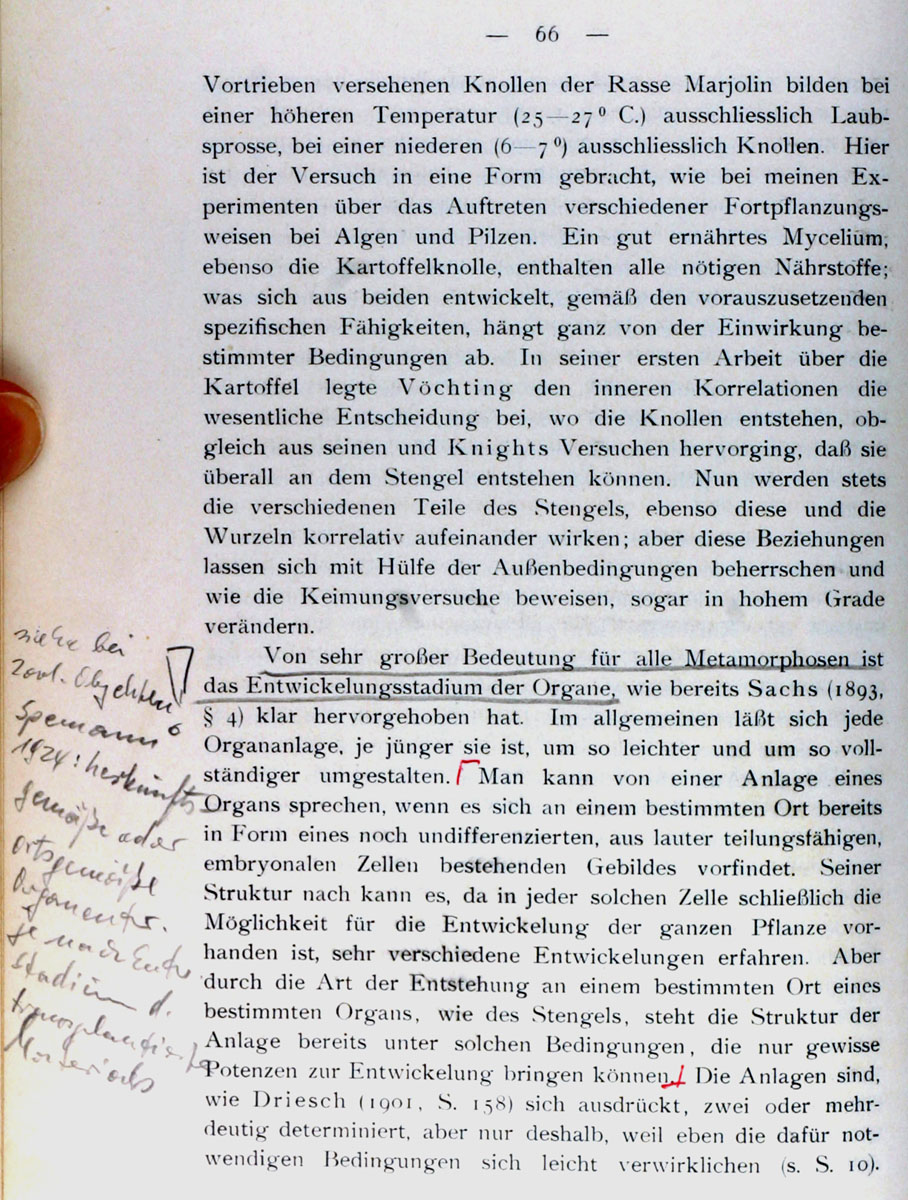 — 66 —
Vortrieben versehenen Knollen der Rasse Marjolin bilden bei
einer höheren Temperatur (25—27⁰ C.) ausschliesslich Laub-
sprosse, bei einer niederen (6—7⁰) ausschliesslich Knollen. Hier
ist der Versuch in eine Form gebracht, wie bei meinen Ex-
perimenten über das Auftreten verschiedener Fortpflanzungs-
weisen bei Algen und Pilzen. Ein gut ernährtes Mycelium,
ebenso die Kartoffelknolle, enthalten alle nötigen Nährstoffe;
was sich aus beiden entwickelt, gemäß den vorauszusetzenden
spezifischen Fähigkeiten, hängt ganz von der Einwirkung be-
stimmter Bedingungen ab. In seiner ersten Arbeit über die
Kartoffel legte Vöchting den inneren Korrelationen die
wesentliche Entscheidung bei, wo die Knollen entstehen, ob-
gleich aus seinen und Knights Versuchen hervorging, daß sie
überall an dem Stengel entstehen können. Nun werden stets
die verschiedenen Teile des Stengels, ebenso diese und die
Wurzeln korrelativ aufeinander wirken; aber diese Beziehungen
lassen sich mit Hülfe der Außenbedingungen beherrschen und
wie die Keimungsversuche beweisen, sogar in hohem Grade
verändern.
Von sehr großer Bedeutung für alle Metamorphosen ist
das Entwickelungsstadium der Organe, wie bereits Sachs (1893,
§ 4) klar hervorgehoben hat. Im allgemeinen läßt sich jede
Organanlage, je jünger sie ist, um so leichter und um so voll-
ständiger umgestalten. Man kann von einer Anlage eines
Organs sprechen, wenn es sich an einem bestimmten Ort bereits
in Form eines noch undifferenzierten, aus lauter teilungsfähigen,
embryonalen Zellen bestehenden Gebildes vorfindet. Seiner
Struktur nach kann es, da in jeder solchen Zelle schließlich die
Möglichkeit für die Entwickelung der ganzen Pflanze vor-
handen ist, sehr verschiedene Entwickelungen erfahren. Aber
durch die Art der Entstehung an einem bestimmten Ort eines
bestimmten Organs, wie des Stengels, steht die Struktur der
Anlage bereits unter solchen Bedingungen, die nur gewisse
Potenzen zur Entwickelung bringen können. Die Anlagen sind,
wie Driesch (1901, S. 158) sich ausdrückt, zwei oder mehr-
deutig determiniert, aber nur deshalb, weil eben die dafür not-
wendigen Bedingungen sich leicht verwirklichen (s. S. 10).
siehe bei
Zool. Objekten
Spemann
1924: herkunfts
gemäße oder
ortsgemäße
je nach
stadium d.
transplantierten
Materials